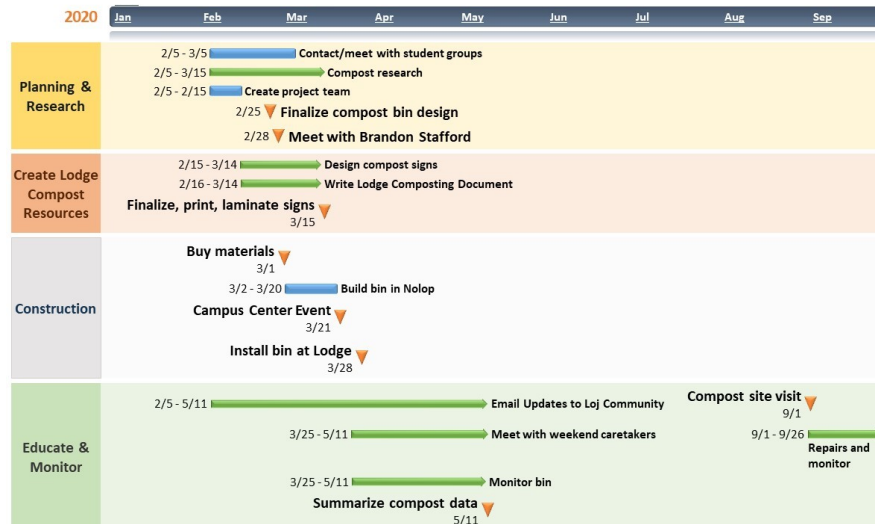 2020
Jan Feb Mar Apr May Jun Jul Aug Sep
Planning &
Research
2/5 - 3/5 Contact/meet with student groups
2/5 - 3/15 Compost research
2/5 - 2/15 Create project team
2/25 Finalize compost bin design
2/28 Meet with Brandon Stafford
Create Lodge
Compost
Resources
2/15 - 3/14 Design compost signs
2/16 - 3/14 Write Lodge Composting Document
Finalize, print, laminate signs
3/15
Construction
Buy materials
3/1
3/2 - 3/20 Build bin in Nolop
Campus Center Event
3/21
Install bin at Lodge
3/28
Educate &
Monitor
2/5 - 5/11 Email Updates to Loj Community
Compost site visit
9/1
3/25 - 5/11 Meet with weekend caretakers
9/1 - 9/26
Repairs and
monitor
3/25 - 5/11 Monitor bin
Summarize compost data
5/11